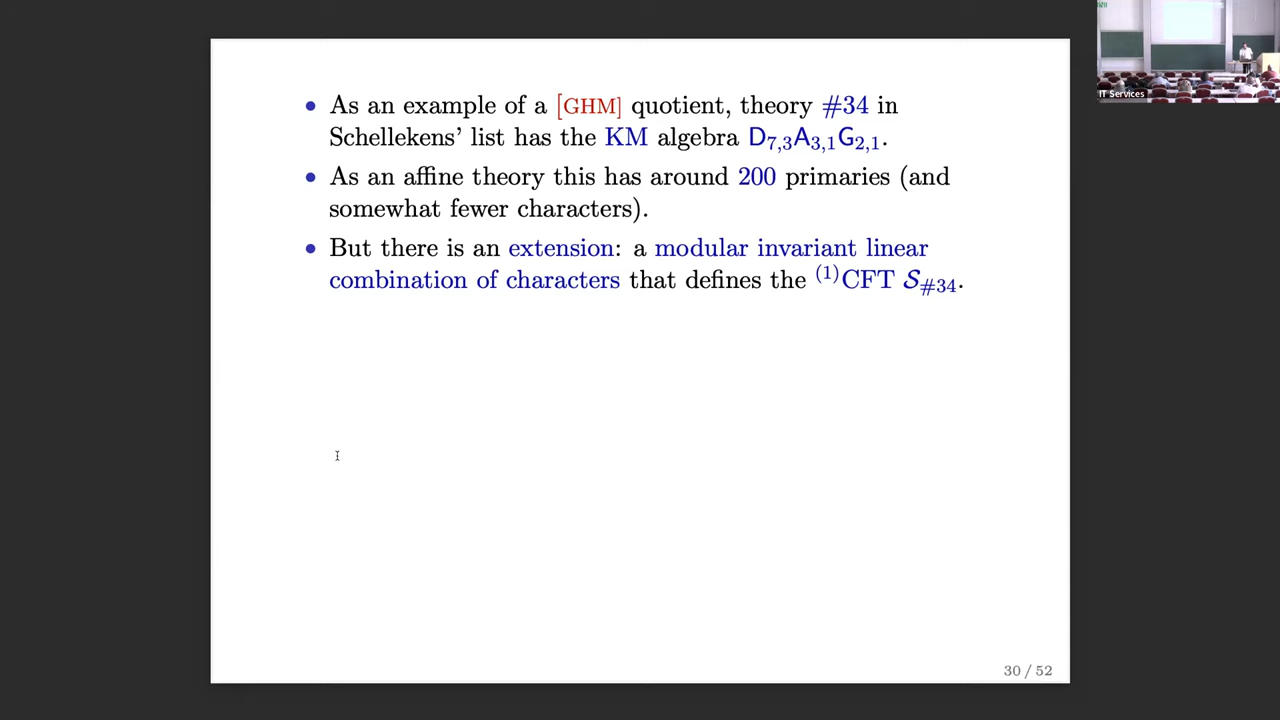 • As an example of a [GHM] quotient, theory #34 in
Schellekens' list has the KM algebra D₇,₃A₃,₁G₂,₁.
• As an affine theory this has around 200 primaries (and
somewhat fewer characters).
• But there is an extension: a modular invariant linear
combination of characters that defines the ⁽¹⁾CFT 𝒮#34.
30 / 52
IT Services